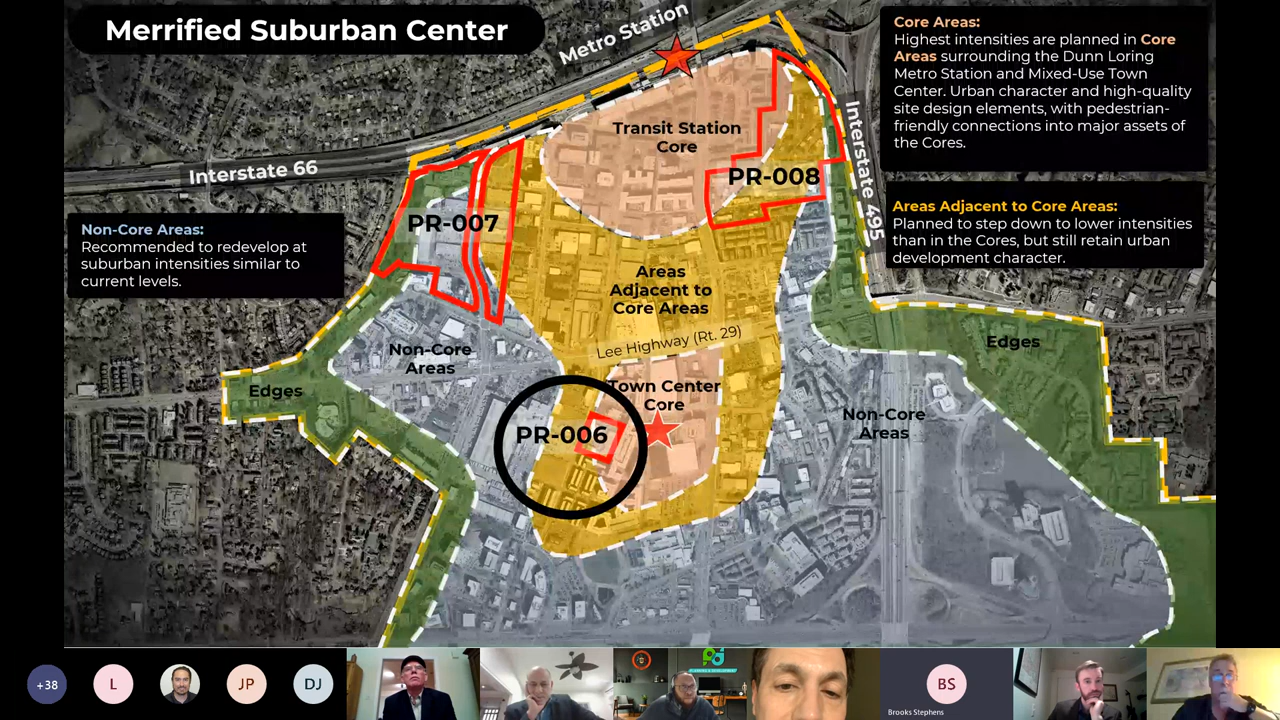 Merrified Suburban Center
Metro Station
Interstate 66
Interstate 495
Core Areas:
Highest intensities are planned in Core
Areas surrounding the Dunn Loring
Metro Station and Mixed-Use Town
Center. Urban character and high-quality
site design elements, with pedestrian-
friendly connections into major assets of
the Cores.
Areas Adjacent to Core Areas:
Planned to step down to lower intensities
than in the Cores, but still retain urban
development character.
Non-Core Areas:
Recommended to redevelop at
suburban intensities similar to
current levels.
Transit Station
Core
PR-008
PR-007
Areas
Adjacent to
Core Areas
Lee Highway (Rt. 29)
Non-Core
Areas
Edges
Town Center
Core
PR-006
Non-Core
Areas
Edges
+38
L
JP
DJ
BS
Brooks Stephens